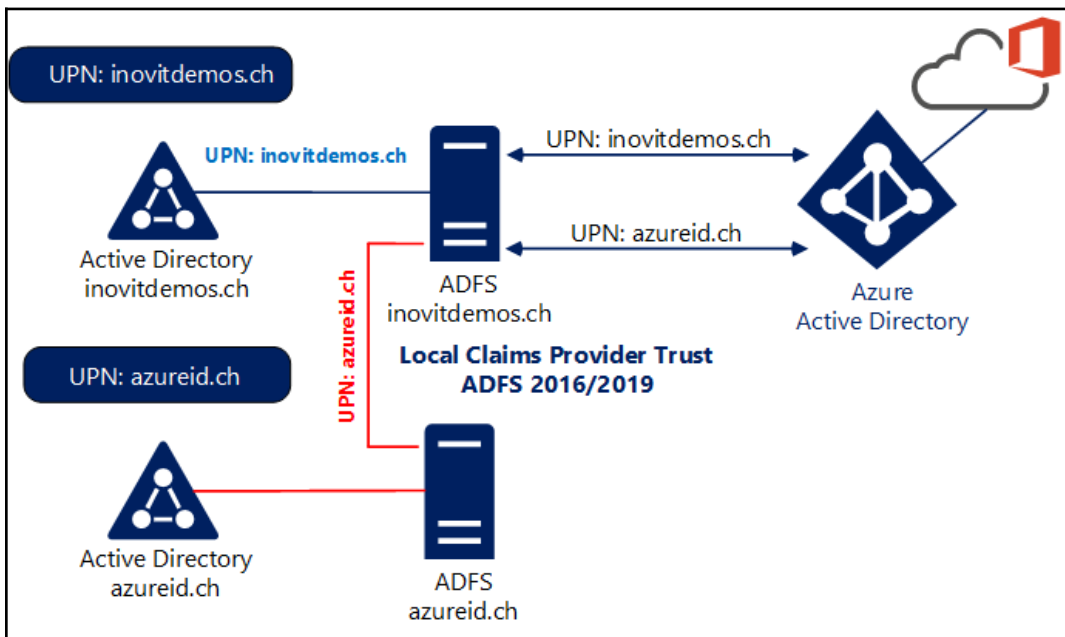 UPN: inovitdemos.ch
UPN: inovitdemos.ch
UPN: inovitdemos.ch
Active Directory
inovitdemos.ch
ADFS
inovitdemos.ch
UPN: azureid.ch
Azure
Active Directory
UPN: azureid.ch
Local Claims Provider Trust
ADFS 2016/2019
UPN: azureid.ch
Active Directory
azureid.ch
ADFS
azureid.ch